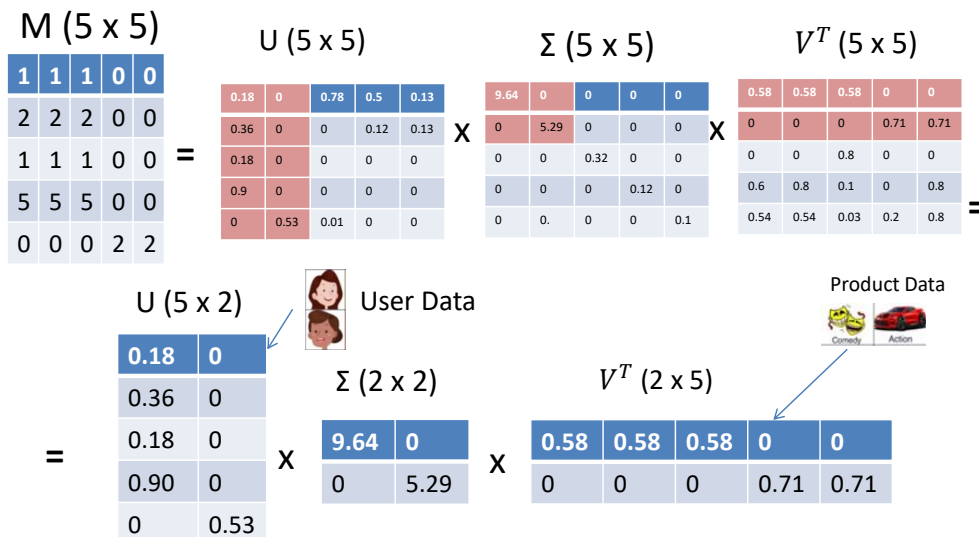 M (5 x 5)
U (5 x 5)
Σ (5 x 5)
V^T (5 x 5)
1 1 1 0 0
2 2 2 0 0
1 1 1 0 0
5 5 5 0 0
0 0 0 2 2
=
0.18 0 0.78 0.5 0.13
0.36 0 0 0.12 0.13
0.18 0 0 0 0
0.9 0 0 0 0
0 0.53 0.01 0 0
X
9.64 0 0 0 0
0 5.29 0 0 0
0 0 0.32 0 0
0 0 0 0.12 0
0 0. 0 0 0.1
X
0.58 0.58 0.58 0 0
0 0 0 0.71 0.71
0 0 0.8 0 0
0.6 0.8 0.1 0 0.8
0.54 0.54 0.03 0.2 0.8
=
U (5 x 2)
User Data
Product Data
Comedy Action
=
0.18 0
0.36 0
0.18 0
0.90 0
0 0.53
X
Σ (2 x 2)
9.64 0
0 5.29
X
V^T (2 x 5)
0.58 0.58 0.58 0 0
0 0 0 0.71 0.71